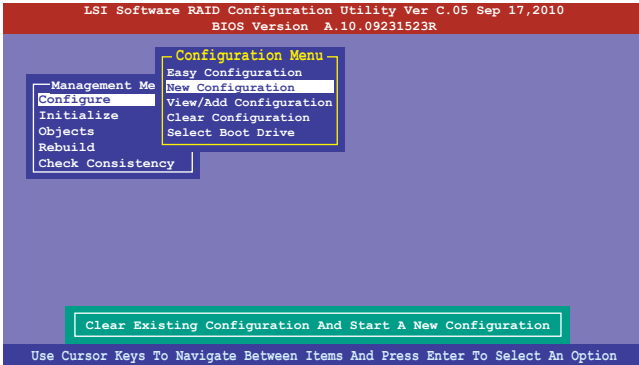 LSI Software RAID Configuration Utility Ver C.05 Sep 17,2010
BIOS Version A.10.09231523R
Configuration Menu
Easy Configuration
New Configuration
View/Add Configuration
Clear Configuration
Select Boot Drive
Management Me
Configure
Initialize
Objects
Rebuild
Check Consistency
Clear Existing Configuration And Start A New Configuration
Use Cursor Keys To Navigate Between Items And Press Enter To Select An Option